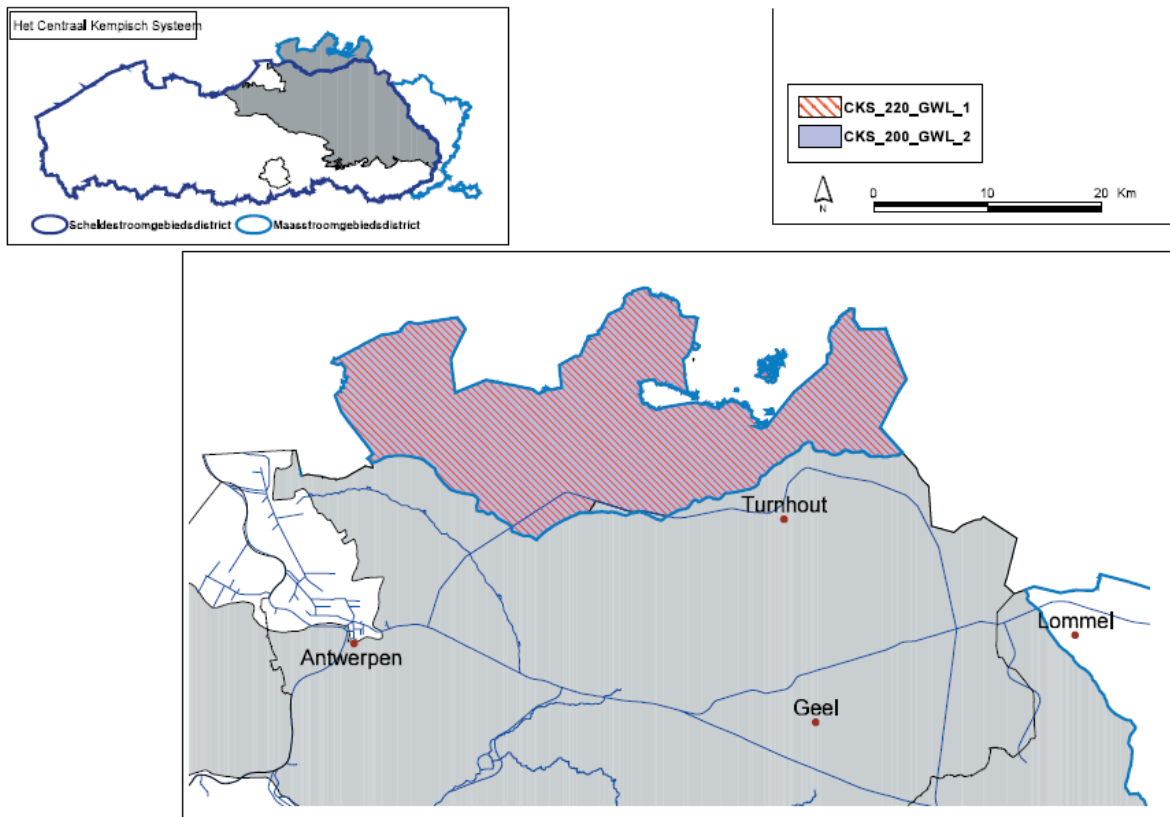 Het Centraal Kempisch Systeem
Scheldestroomgebiedsdistrict
Maasstroomgebiedsdistrict
CKS_220_GWL_1
CKS_200_GWL_2
N
0 10 20 Km
Turnhout
Lommel
Antwerpen
Geel